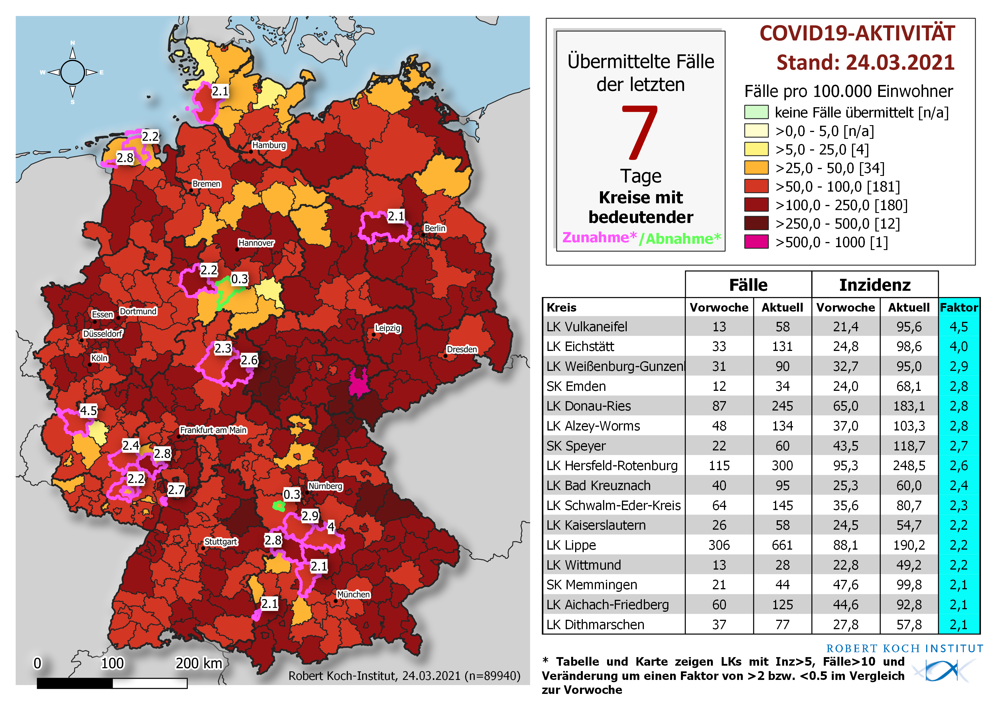 N
W
E
S
2.1
2.2
2.8
Hamburg
Bremen
2.1
Berlin
Hannover
2.2
0.3
Essen
Dortmund
Düsseldorf
Leipzig
2.3
2.6
Dresden
Köln
4.5
Frankfurt am Main
2.4
2.8
2.2
2.7
Nürnberg
0.3
2.9
4
2.8
Stuttgart
2.1
München
2.1
0 100 200 km
Robert Koch-Institut, 24.03.2021 (n=89940)
Übermittelte Fälle
der letzten
7
Tage
Kreise mit
bedeutender
Zunahme*/Abnahme*
COVID19-AKTIVITÄT
Stand: 24.03.2021
Fälle pro 100.000 Einwohner
keine Fälle übermittelt [n/a]
>0,0 - 5,0 [n/a]
>5,0 - 25,0 [4]
>25,0 - 50,0 [34]
>50,0 - 100,0 [181]
>100,0 - 250,0 [180]
>250,0 - 500,0 [12]
>500,0 - 1000 [1]
Fälle Inzidenz
Kreis Vorwoche Aktuell Vorwoche Aktuell Faktor
LK Vulkaneifel 13 58 21,4 95,6 4,5
LK Eichstätt 33 131 24,8 98,6 4,0
LK Weißenburg-Gunzen 31 90 32,7 95,0 2,9
SK Emden 12 34 24,0 68,1 2,8
LK Donau-Ries 87 245 65,0 183,1 2,8
LK Alzey-Worms 48 134 37,0 103,3 2,8
SK Speyer 22 60 43,5 118,7 2,7
LK Hersfeld-Rotenburg 115 300 95,3 248,5 2,6
LK Bad Kreuznach 40 95 25,3 60,0 2,4
LK Schwalm-Eder-Kreis 64 145 35,6 80,7 2,3
LK Kaiserslautern 26 58 24,5 54,7 2,2
LK Lippe 306 661 88,1 190,2 2,2
LK Wittmund 13 28 22,8 49,2 2,2
SK Memmingen 21 44 47,6 99,8 2,1
LK Aichach-Friedberg 60 125 44,6 92,8 2,1
LK Dithmarschen 37 77 27,8 57,8 2,1
ROBERT KOCH INSTITUT
* Tabelle und Karte zeigen LKs mit Inz>5, Fälle>10 und
Veränderung um einen Faktor von >2 bzw. <0.5 im Vergleich
zur Vorwoche